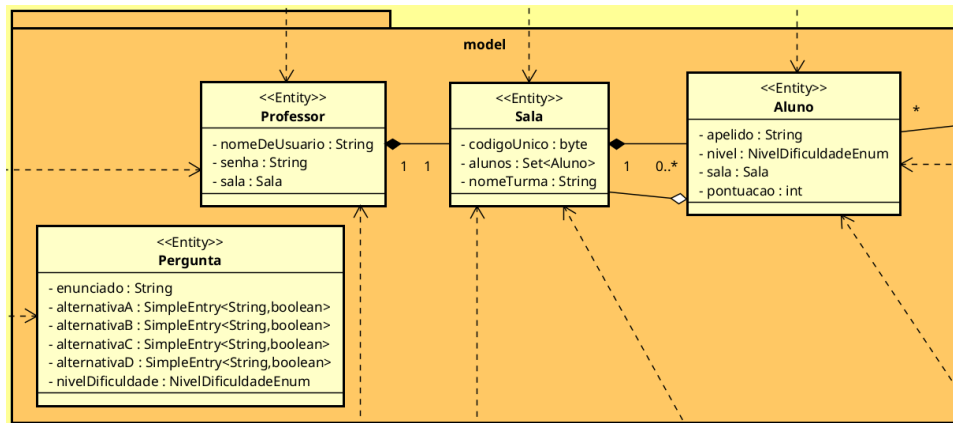 model
<<Entity>>
Professor
- nomeDeUsuario : String
- senha : String
- sala : Sala
1
1
<<Entity>>
Sala
- codigoUnico : byte
- alunos : Set<Aluno>
- nomeTurma : String
1
0..*
<<Entity>>
Aluno
- apelido : String
- nivel : NivelDificuldadeEnum
- sala : Sala
- pontuacao : int
*
<<Entity>>
Pergunta
- enunciado : String
- alternativaA : SimpleEntry<String,boolean>
- alternativaB : SimpleEntry<String,boolean>
- alternativaC : SimpleEntry<String,boolean>
- alternativaD : SimpleEntry<String,boolean>
- nivelDificuldade : NivelDificuldadeEnum